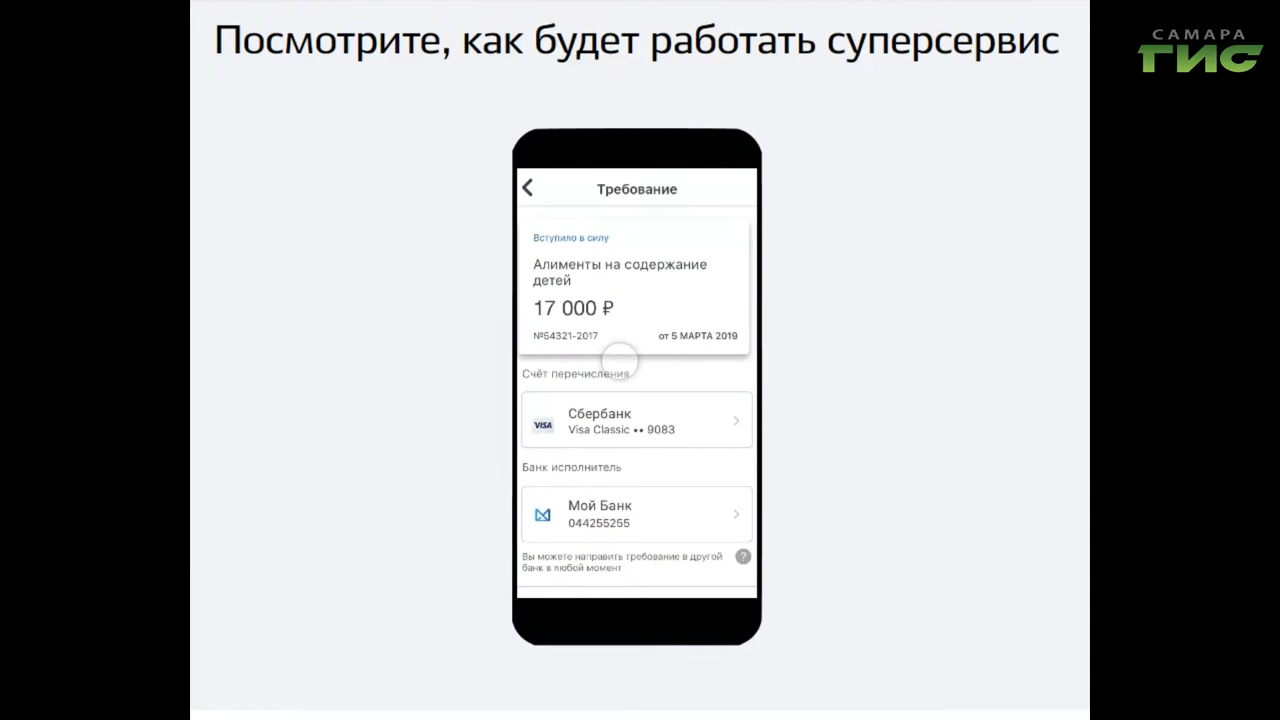 Посмотрите, как будет работать суперсервис
САМАРА
ГИС
Требование
Вступило в силу
Алименты на содержание
детей
17 000 ₽
№54321-2017
от 5 МАРТА 2019
Счёт перечисления
VISA
Сбербанк
Visa Classic •• 9083
Банк исполнитель
Мой Банк
044255255
Вы можете направить требование в другой
банк в любой момент
?